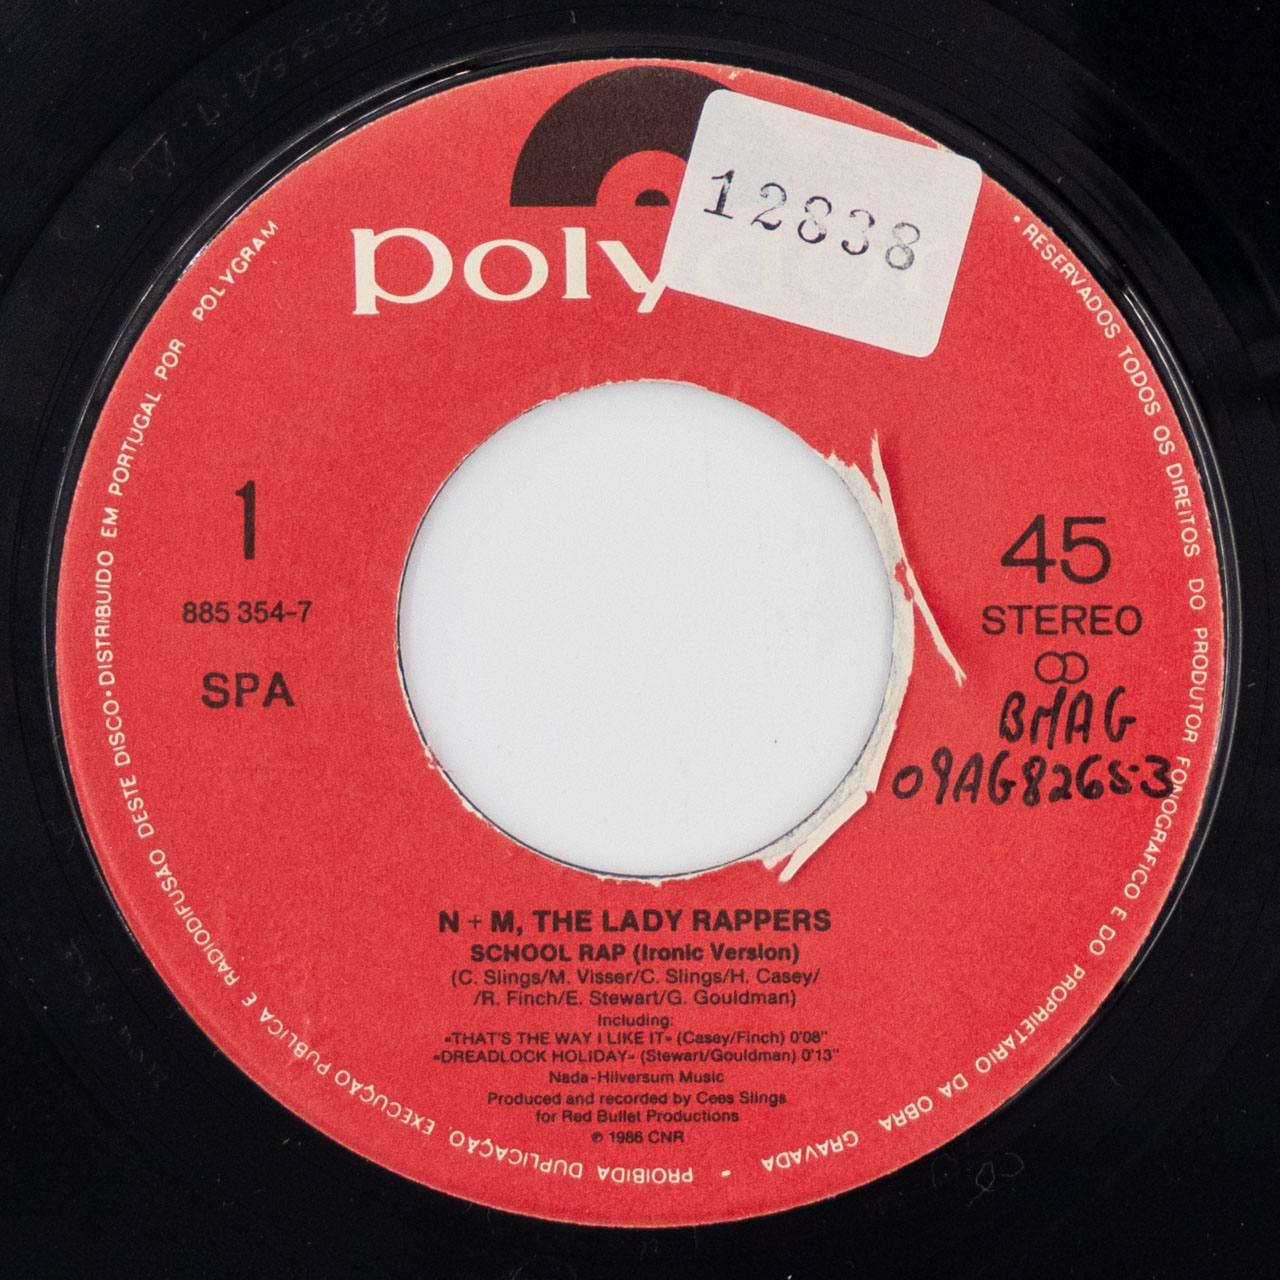 12838
poly
• RESERVADOS TODOS OS DIREITOS DO PRODUTOR FONOGRAFICO E DO PROPRIETARIO DA OBRA GRAVADA - PROIBIDA DUPLICAÇÃO, EXECUÇÃO PUBLICA E RADIODIFUSÃO DESTE DISCO • DISTRIBUIDO EM PORTUGAL POR POLYGRAM
1
885 354-7
SPA
45
STEREO
BMAG
09AG8265-3
N + M, THE LADY RAPPERS
SCHOOL RAP (Ironic Version)
(C. Slings/M. Visser/C. Slings/H. Casey/
/R. Finch/E. Stewart/G. Gouldman)
Including:
«THAT'S THE WAY I LIKE IT» (Casey/Finch) 0'08"
«DREADLOCK HOLIDAY» (Stewart/Gouldman) 0'13"
Nada-Hilversum Music
Produced and recorded by Cees Slings
for Red Bullet Productions
℗ 1986 CNR